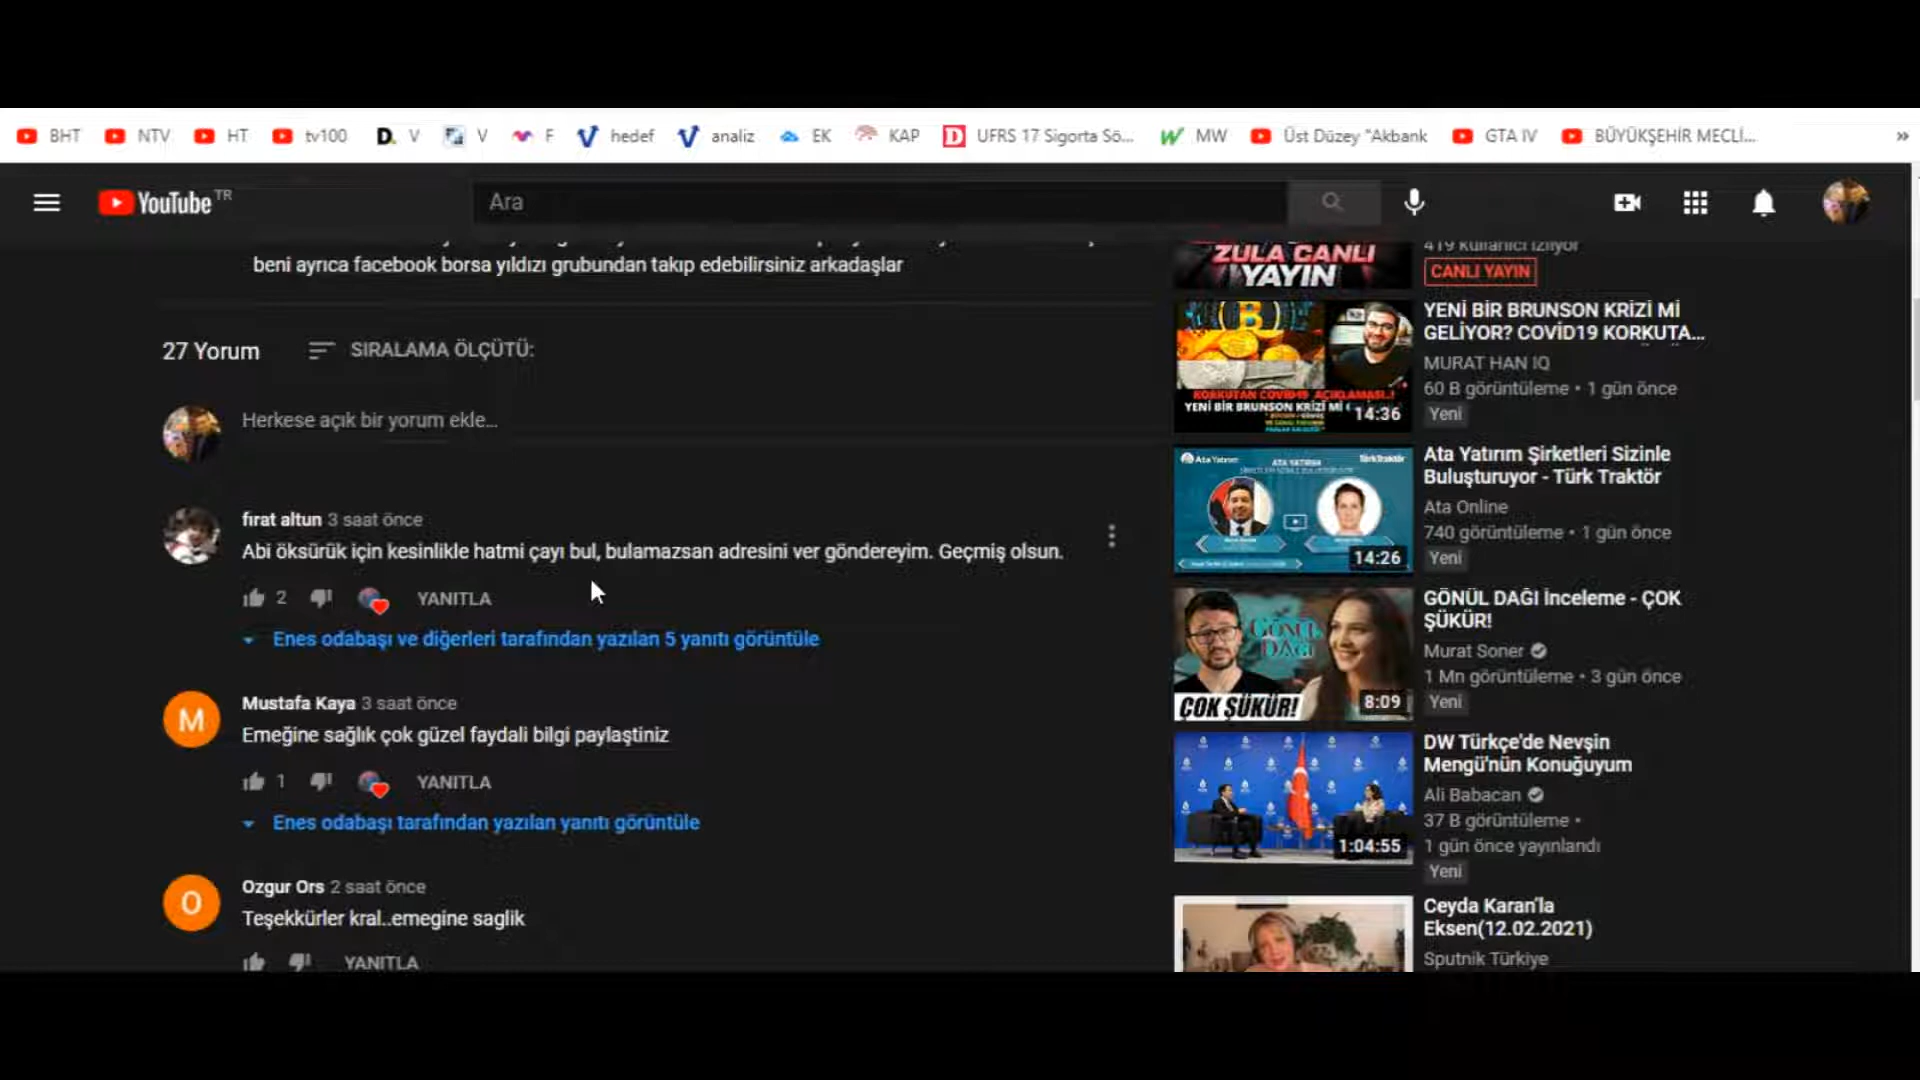 BHT NTV HT tv100 D. V V F hedef analiz EK KAP D UFRS 17 Sigorta Sö... MW Üst Düzey "Akbank GTA IV BÜYÜKŞEHİR MECLİ... »
YouTube TR
Ara
beni ayrıca facebook borsa yıldızı grubundan takıp edebilirsiniz arkadaşlar
27 Yorum SIRALAMA ÖLÇÜTÜ:
Herkese açık bir yorum ekle...
fırat altun 3 saat önce
Abi öksürük için kesinlikle hatmi çayı bul, bulamazsan adresini ver göndereyim. Geçmiş olsun.
2 YANITLA
Enes odabaşı ve diğerleri tarafından yazılan 5 yanıtı görüntüle
M
Mustafa Kaya 3 saat önce
Emeğine sağlık çok güzel faydali bilgi paylaştiniz
1 YANITLA
Enes odabaşı tarafından yazılan yanıtı görüntüle
O
Ozgur Ors 2 saat önce
Teşekkürler kral..emegine saglik
YANITLA
ZULA CANLI
YAYIN
419 kullanıcı izliyor
CANLI YAYIN
KORKUTAN COVID19 AÇIKLAMASI..!
YENİ BİR BRUNSON KRİZİ Mİ
14:36
YENİ BİR BRUNSON KRİZİ Mİ
GELİYOR? COVİD19 KORKUTA...
MURAT HAN IQ
60 B görüntüleme • 1 gün önce
Yeni
Ata Yatırım
ATA YATIRIM
TürkTraktör
14:26
Ata Yatırım Şirketleri Sizinle
Buluşturuyor - Türk Traktör
Ata Online
740 görüntüleme • 1 gün önce
Yeni
GÖNÜL
DAĞI
ÇOK ŞÜKÜR!
8:09
GÖNÜL DAĞI İnceleme - ÇOK
ŞÜKÜR!
Murat Soner
1 Mn görüntüleme • 3 gün önce
Yeni
1:04:55
DW Türkçe'de Nevşin
Mengü'nün Konuğuyum
Ali Babacan
37 B görüntüleme •
1 gün önce yayınlandı
Yeni
Ceyda Karan'la
Eksen(12.02.2021)
Sputnik Türkiye